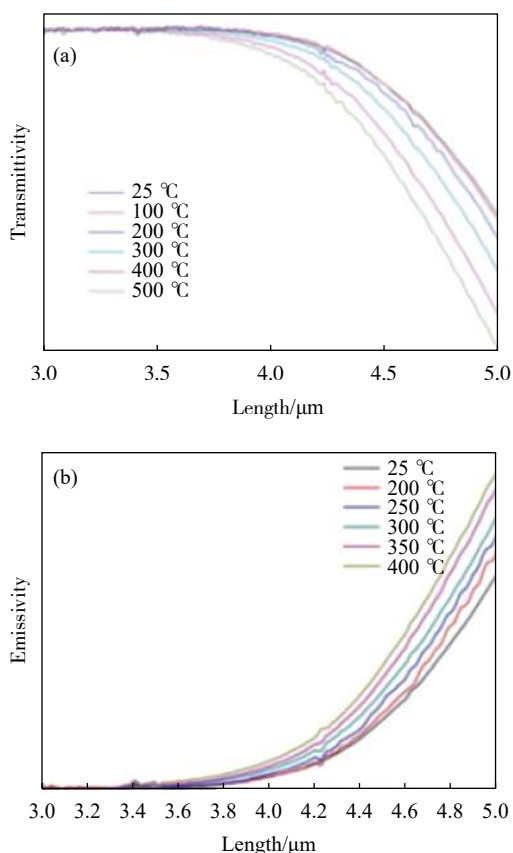 (a)
Transmittivity
25 ℃
100 ℃
200 ℃
300 ℃
400 ℃
500 ℃
3.0 3.5 4.0 4.5 5.0
Length/μm
(b)
Emissivity
25 ℃
200 ℃
250 ℃
300 ℃
350 ℃
400 ℃
3.0 3.2 3.4 3.6 3.8 4.0 4.2 4.4 4.6 4.8 5.0
Length/μm